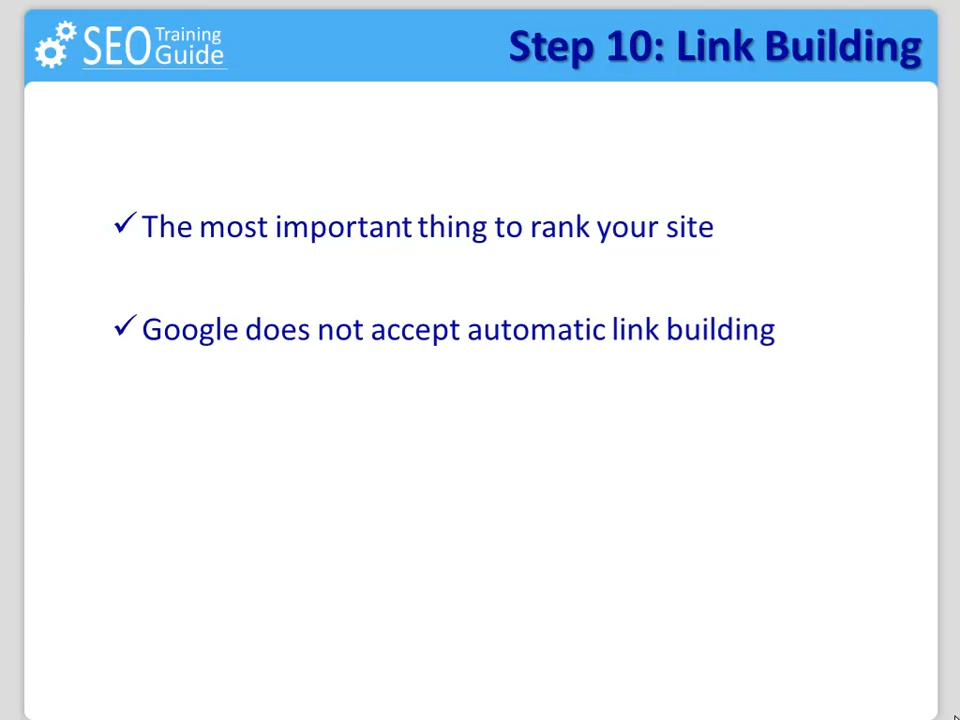 SEO Training Guide
Step 10: Link Building
The most important thing to rank your site
Google does not accept automatic link building